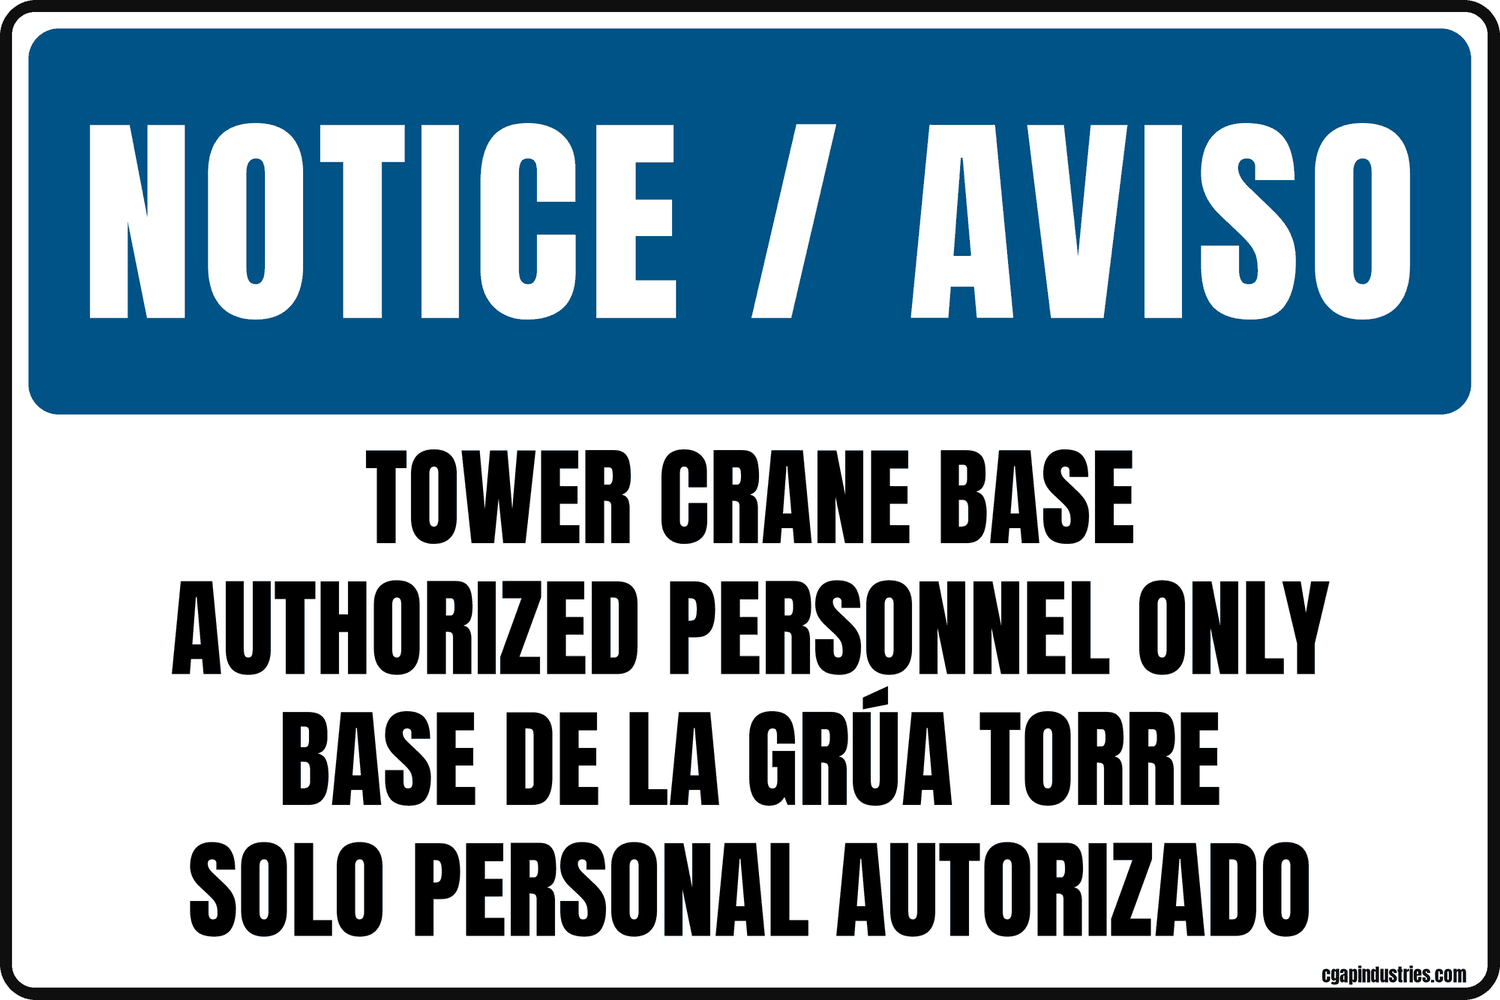 NOTICE / AVISO
TOWER CRANE BASE
AUTHORIZED PERSONNEL ONLY
BASE DE LA GRÚA TORRE
SOLO PERSONAL AUTORIZADO
cgapindustries.com